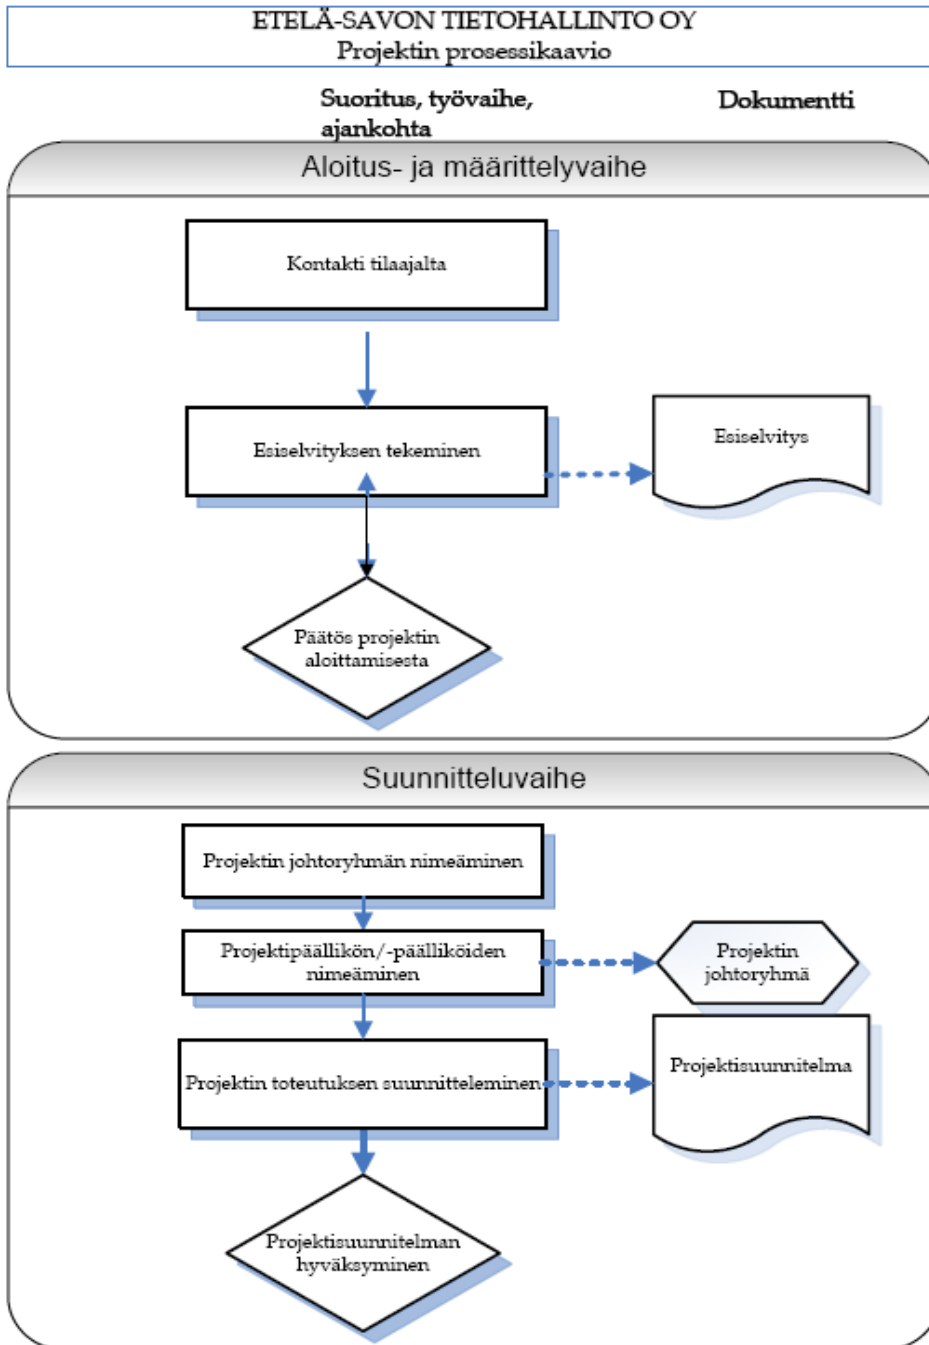 ETELÄ-SAVON TIETOHALLINTO OY
Projektin prosessikaavio
Suoritus, työvaihe,
ajankohta
Dokumentti
Aloitus- ja määrittelyvaihe
Kontakti tilaajalta
Esiselvityksen tekeminen
Esiselvitys
Päätös projektin
aloittamisesta
Suunnitteluvaihe
Projektin johtoryhmän nimeäminen
Projektipäällikön/-päälliköiden
nimeäminen
Projektin
johtoryhmä
Projektin toteutuksen suunnitteleminen
Projektisuunnitelma
Projektisuunnitelman
hyväksyminen